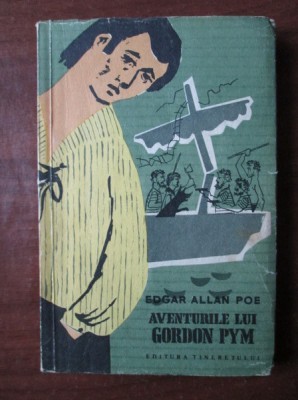 EDGAR ALLAN POE
AVENTURILE LUI
GORDON PYM
EDITURA TINERETULUI